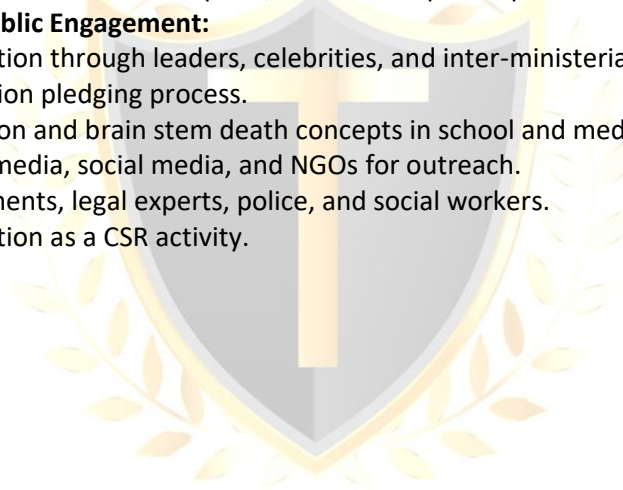 blic Engagement:
tion through leaders, celebrities, and inter-ministeria
ion pledging process.
on and brain stem death concepts in school and med
media, social media, and NGOs for outreach.
nents, legal experts, police, and social workers.
tion as a CSR activity.
T